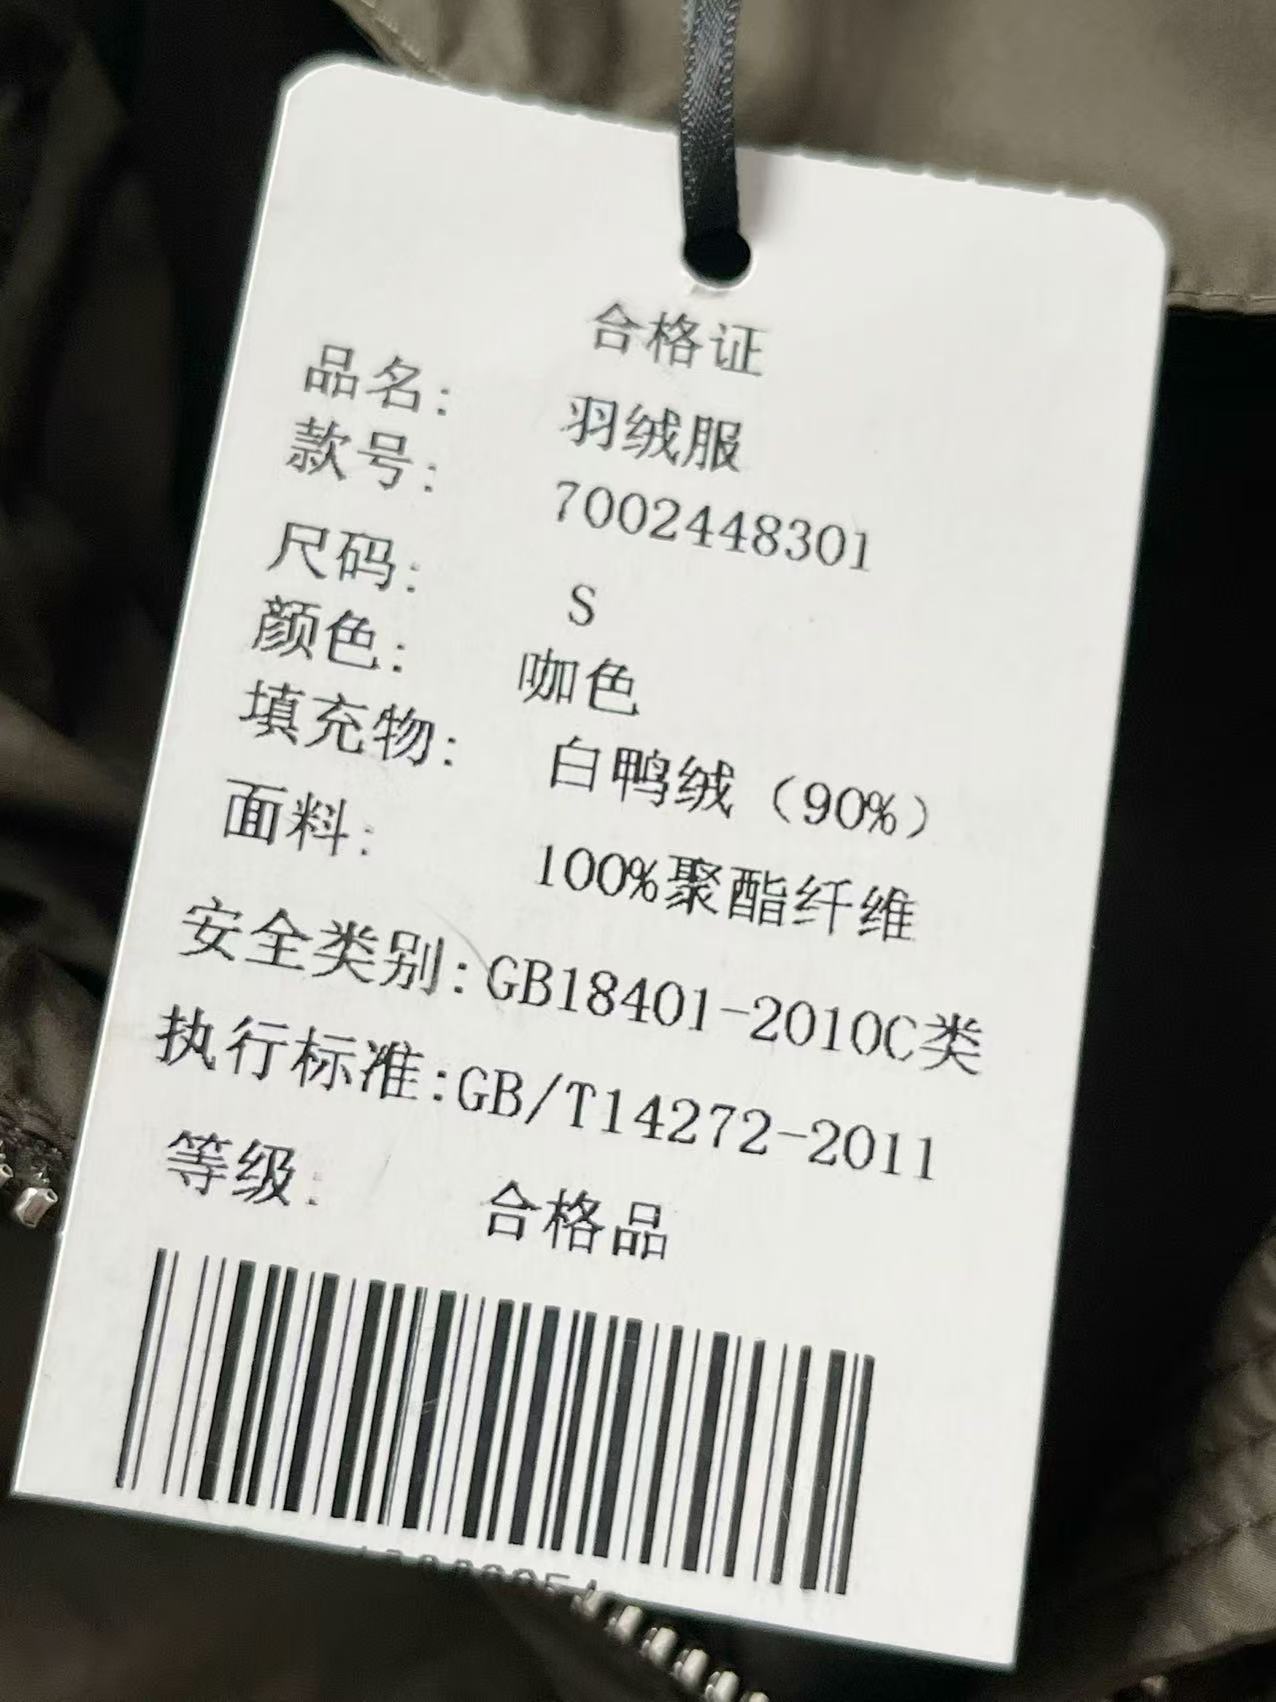 合格证
品名: 羽绒服
款号: 7002448301
尺码: S
颜色: 咖色
填充物: 白鸭绒（90%）
面料: 100%聚酯纤维
安全类别:GB18401-2010C类
执行标准:GB/T14272-2011
等级: 合格品